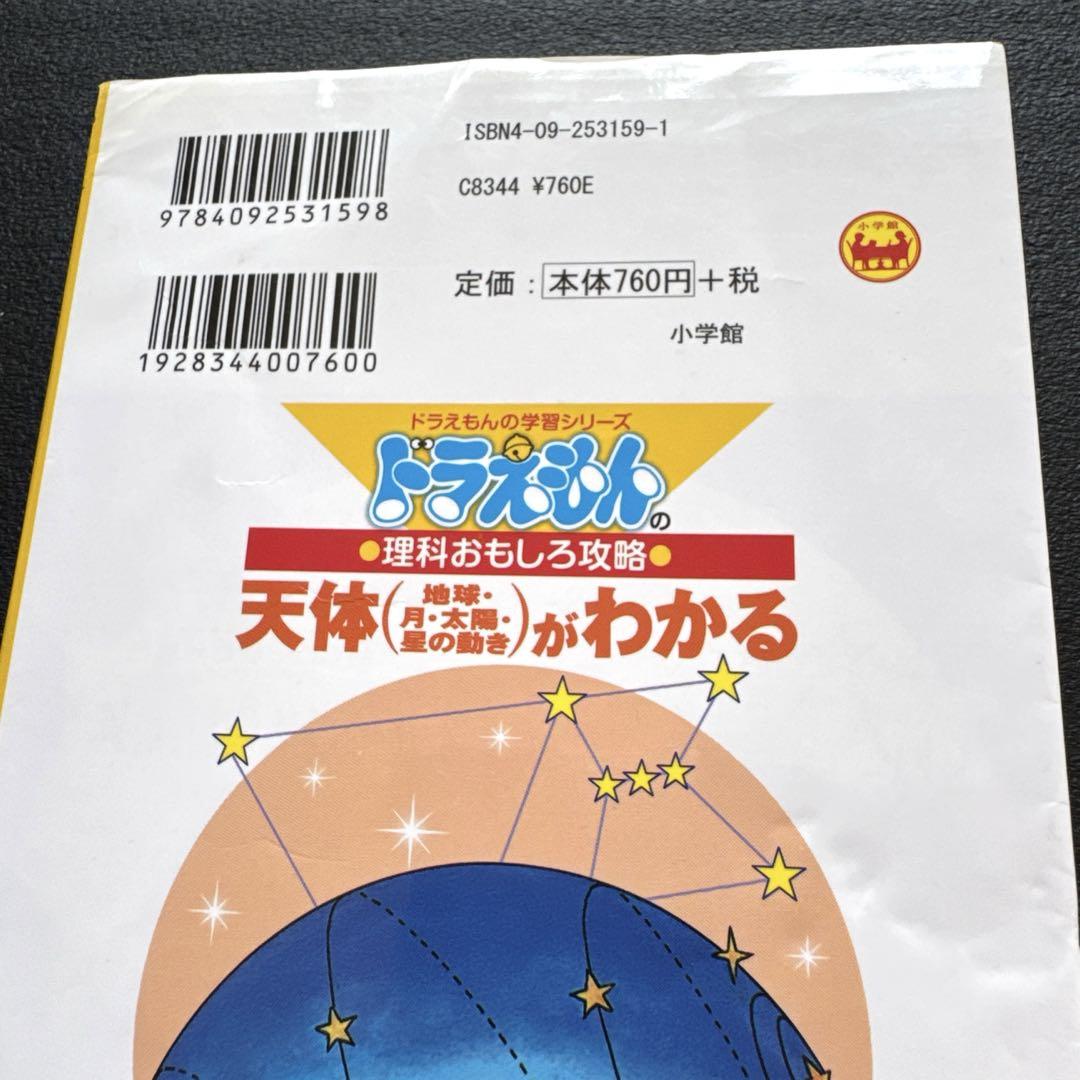 ISBN4-09-253159-1
9784092531598
C8344 ¥760E
小学館
定価：本体760円＋税
1928344007600
小学館
ドラえもんの学習シリーズ
ドラえもんの
●理科おもしろ攻略●
天体（地球・月・太陽・星の動き）がわかる